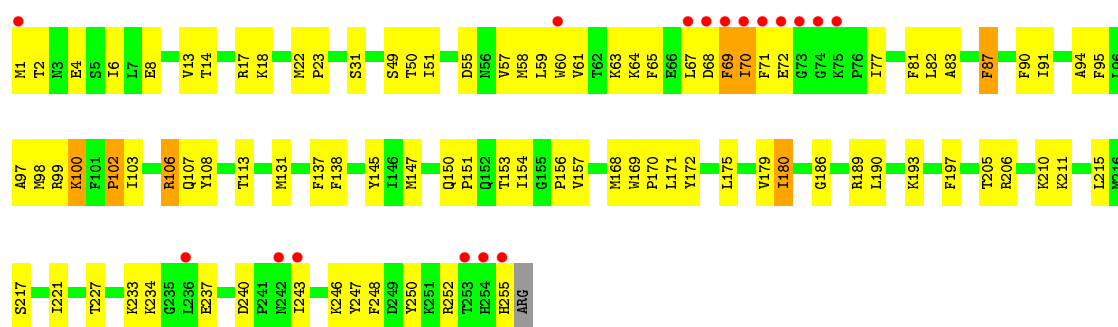 M1 T2 N3 E4 S5 I6 L7 E8 V13 T14 R17 K18 M22 P23 S31 S49 T50 I51 D55 N56 V57 M58 L59 W60 V61 T62 K63 K64 F65 E66 L67 D68 F69 I70 F71 E72 G73 G74 K75 P76 I77 F81 L82 A83 F87 F90 I91 A94 F95 L96
A97 M98 R99 K100 F101 P102 I103 R106 Q107 Y108 T113 M131 F137 F138 Y145 I146 M147 Q150 P151 Q152 T153 I154 G155 P156 V157 M168 W169 P170 L171 Y172 L175 V179 I180 G186 R189 L190 K193 F197 T205 R206 K210 K211 L215
S217 I221 T227 K233 K234 G235 L236 E237 D240 P241 N242 I243 K246 Y247 F248 D249 Y250 K251 R252 T253 H254 H255 ARG